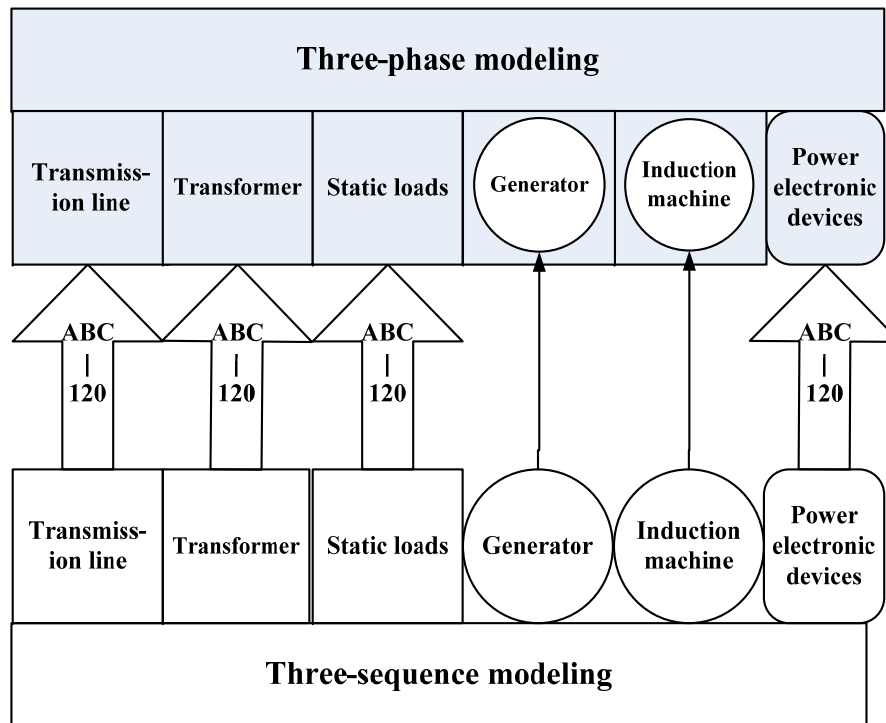 Three-phase modeling
Transmiss-
ion line
Transformer
Static loads
Generator
Induction
machine
Power
electronic
devices
ABC
–
120
ABC
–
120
ABC
–
120
ABC
–
120
Transmiss-
ion line
Transformer
Static loads
Generator
Induction
machine
Power
electronic
devices
Three-sequence modeling